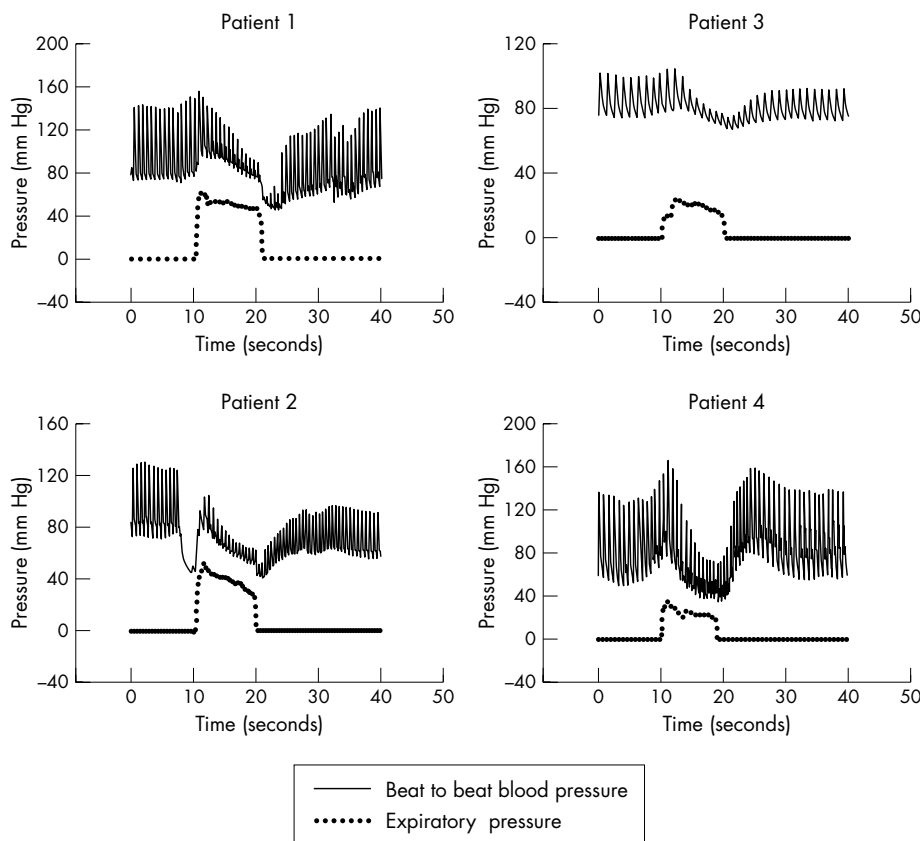 Patient 1
Pressure (mm Hg)
200
160
120
80
40
0
–40
0 10 20 30 40 50
Time (seconds)
Patient 3
Pressure (mm Hg)
120
80
40
0
–40
0 10 20 30 40 50
Time (seconds)
Patient 2
Pressure (mm Hg)
160
120
80
40
0
–40
0 10 20 30 40 50
Time (seconds)
Patient 4
Pressure (mm Hg)
200
160
120
80
40
0
–40
0 10 20 30 40 50
Time (seconds)
Beat to beat blood pressure
Expiratory pressure